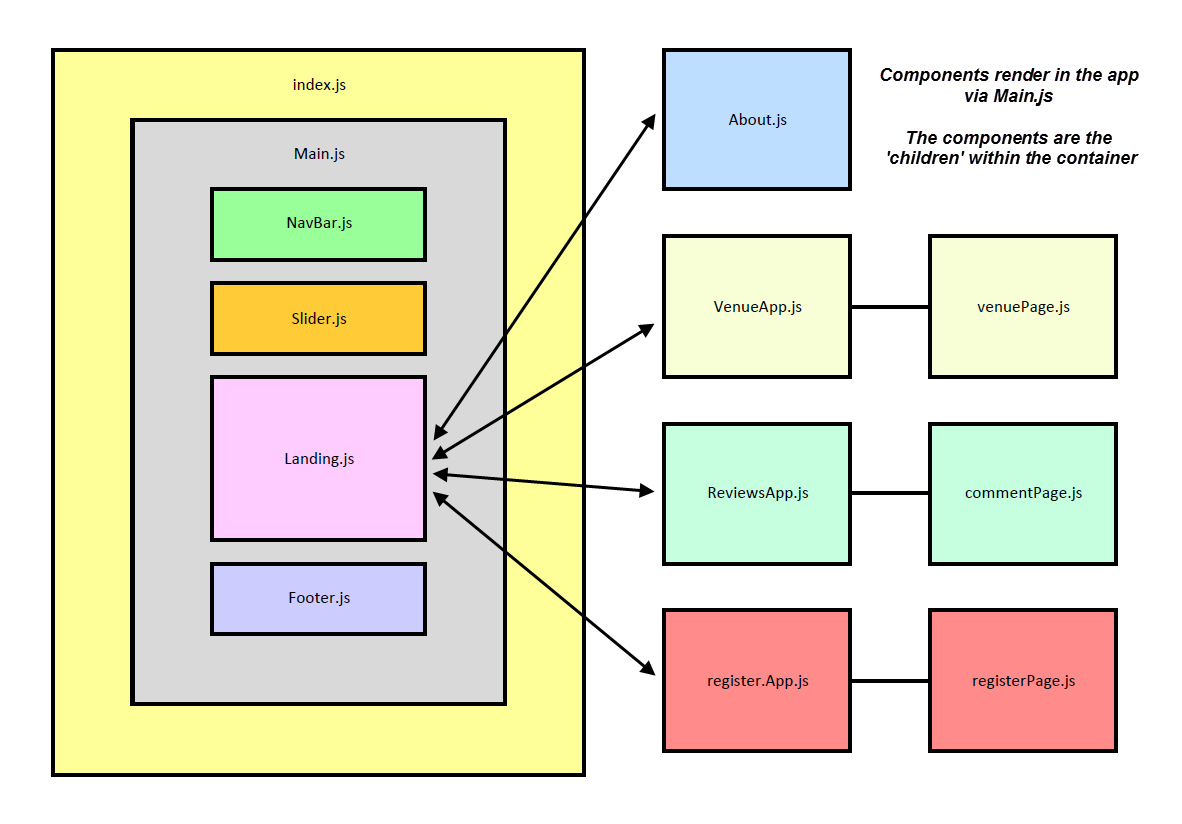 index.js
Main.js
NavBar.js
Slider.js
Landing.js
Footer.js
About.js
Components render in the app
via Main.js
The components are the
'children' within the container
VenueApp.js
venuePage.js
ReviewsApp.js
commentPage.js
register.App.js
registerPage.js